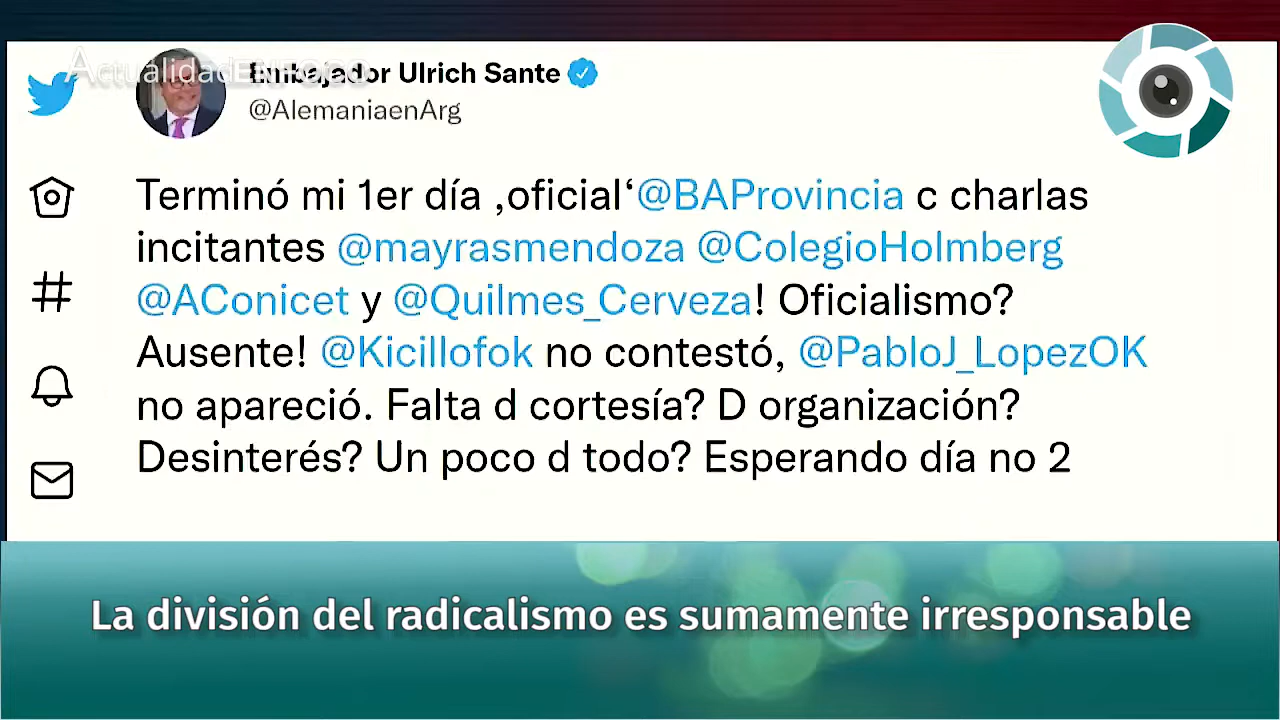 Actualidad ENFOCO
Embajador Ulrich Sante
@AlemaniaenArg
Terminó mi 1er día ‚oficial‘@BAProvincia c charlas
incitantes @mayrasmendoza @ColegioHolmberg
@AConicet y @Quilmes_Cerveza! Oficialismo?
Ausente! @Kicillofok no contestó, @PabloJ_LopezOK
no apareció. Falta d cortesía? D organización?
Desinterés? Un poco d todo? Esperando día no 2
La división del radicalismo es sumamente irresponsable